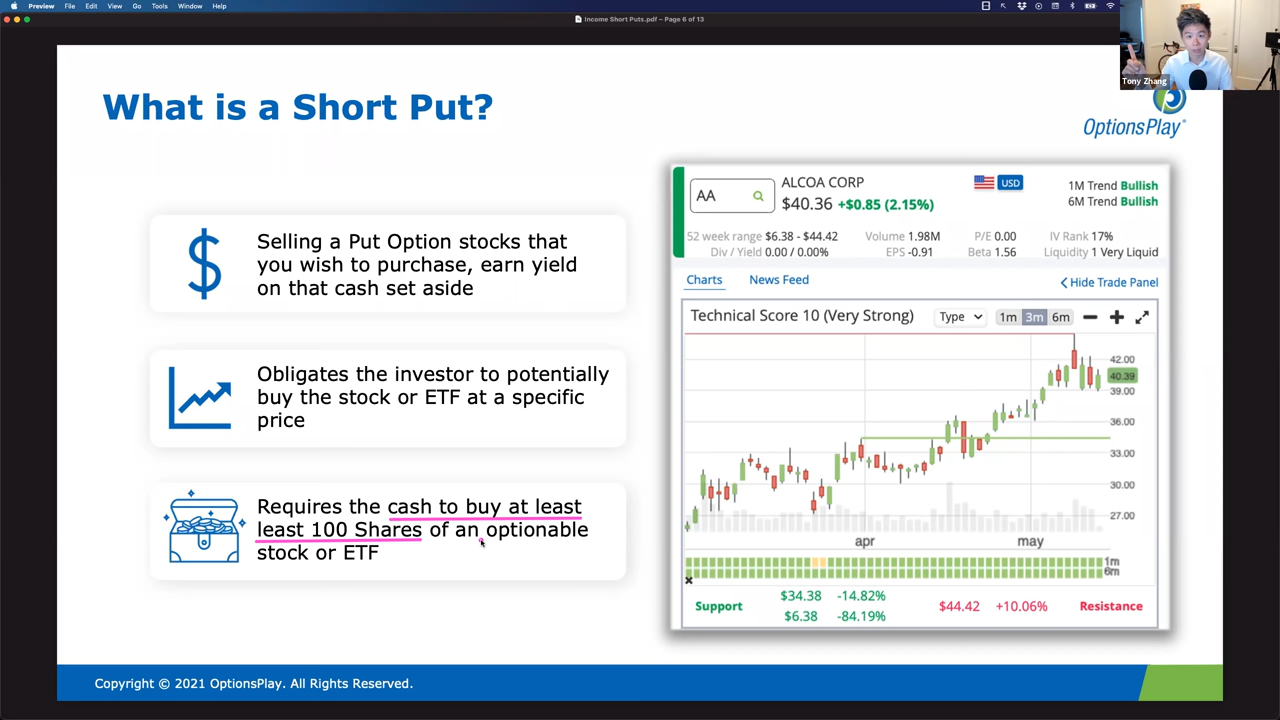 Preview File Edit View Go Tools Window Help
Income Short Puts.pdf – Page 6 of 13
Tony Zhang
What is a Short Put?
OptionsPlay
Selling a Put Option stocks that
you wish to purchase, earn yield
on that cash set aside
Obligates the investor to potentially
buy the stock or ETF at a specific
price
Requires the cash to buy at least
least 100 Shares of an optionable
stock or ETF
AA
ALCOA CORP
$40.36 +$0.85 (2.15%)
USD
1M Trend Bullish
6M Trend Bullish
52 week range $6.38 - $44.42 Volume 1.98M P/E 0.00 IV Rank 17%
Div / Yield 0.00 / 0.00% EPS -0.91 Beta 1.56 Liquidity 1 Very Liquid
Charts News Feed Hide Trade Panel
Technical Score 10 (Very Strong) Type 1m 3m 6m
42.00
40.39
39.00
36.00
33.00
30.00
27.00
apr may
1m
6m
Support $34.38 -14.82% $44.42 +10.06% Resistance
$6.38 -84.19%
Copyright © 2021 OptionsPlay. All Rights Reserved.